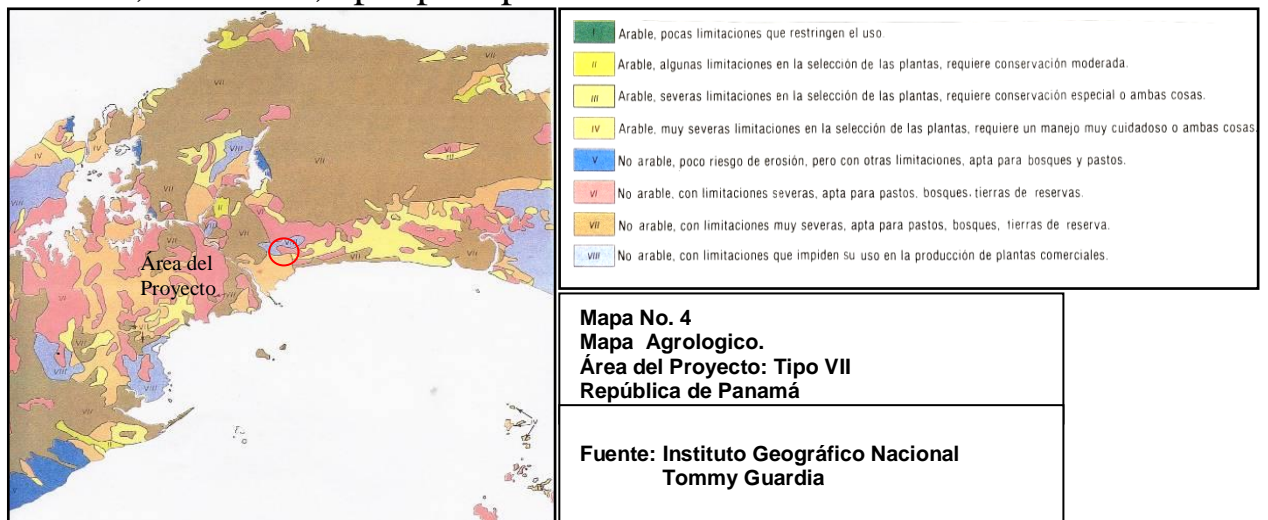 Área del
Proyecto
I Arable, pocas limitaciones que restringen el uso.
II Arable, algunas limitaciones en la selección de las plantas, requiere conservación moderada.
III Arable, severas limitaciones en la selección de las plantas, requiere conservación especial o ambas cosas.
IV Arable, muy severas limitaciones en la selección de las plantas, requiere un manejo muy cuidadoso o ambas cosas.
V No arable, poco riesgo de erosión, pero con otras limitaciones, apta para bosques y pastos.
VI No arable, con limitaciones severas, apta para pastos, bosques, tierras de reservas.
VII No arable, con limitaciones muy severas, apta para pastos, bosques, tierras de reserva.
VIII No arable, con limitaciones que impiden su uso en la producción de plantas comerciales.
Mapa No. 4
Mapa Agrologico.
Área del Proyecto: Tipo VII
República de Panamá
Fuente: Instituto Geográfico Nacional
Tommy Guardia